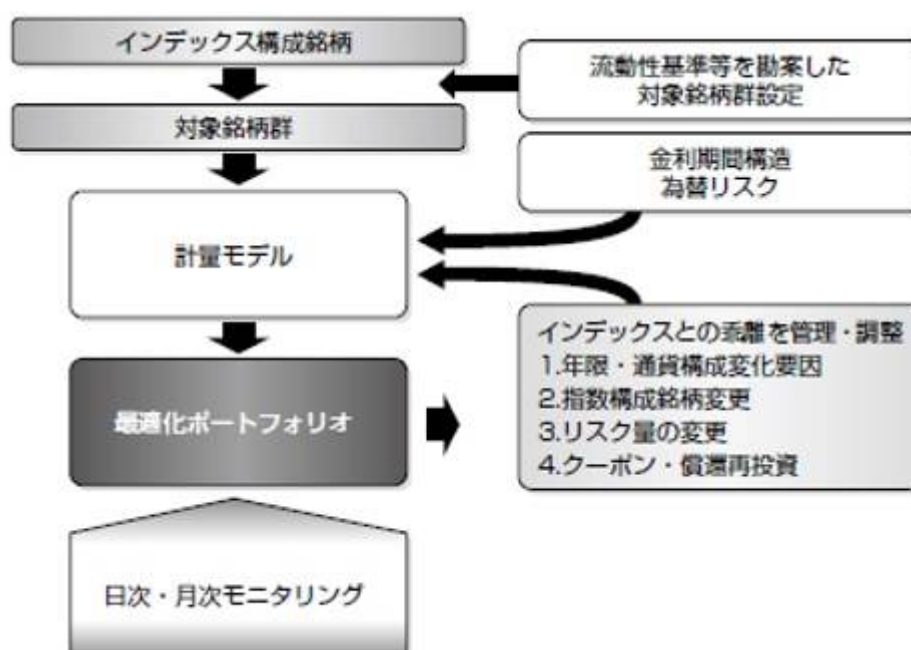 インデックス構成銘柄
流動性基準等を勘案した
対象銘柄群設定
対象銘柄群
金利期間構造
為替リスク
計量モデル
インデックスとの乖離を管理・調整
1.年限・通貨構成変化要因
2.指数構成銘柄変更
3.リスク量の変更
4.クーポン・償還再投資
最適化ポートフォリオ
日次・月次モニタリング